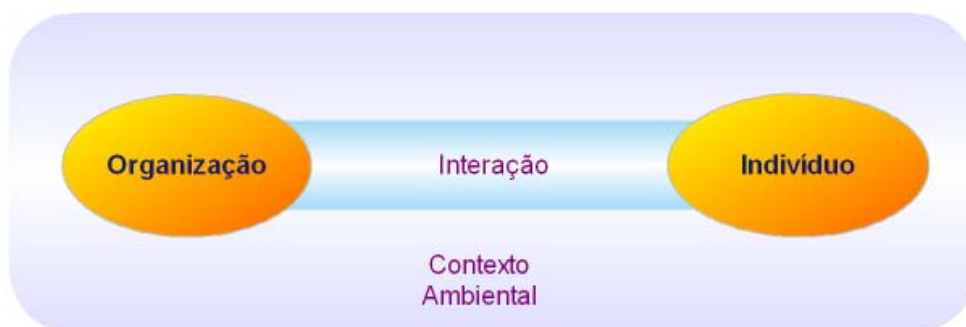 Organização
Interação
Indivíduo
Contexto
Ambiental